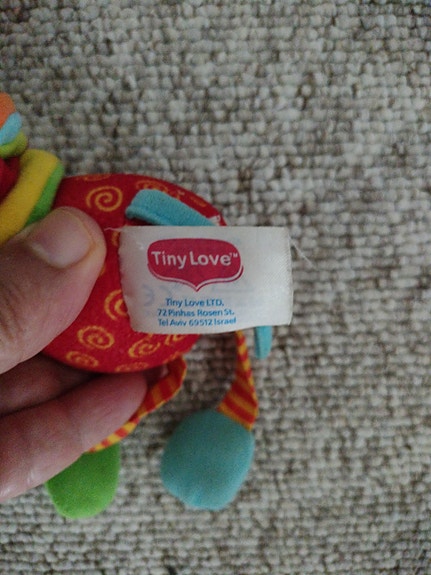 Tiny Love™
Tiny Love LTD.
72 Pinhas Rosen St.
Tel Aviv 69512 Israel